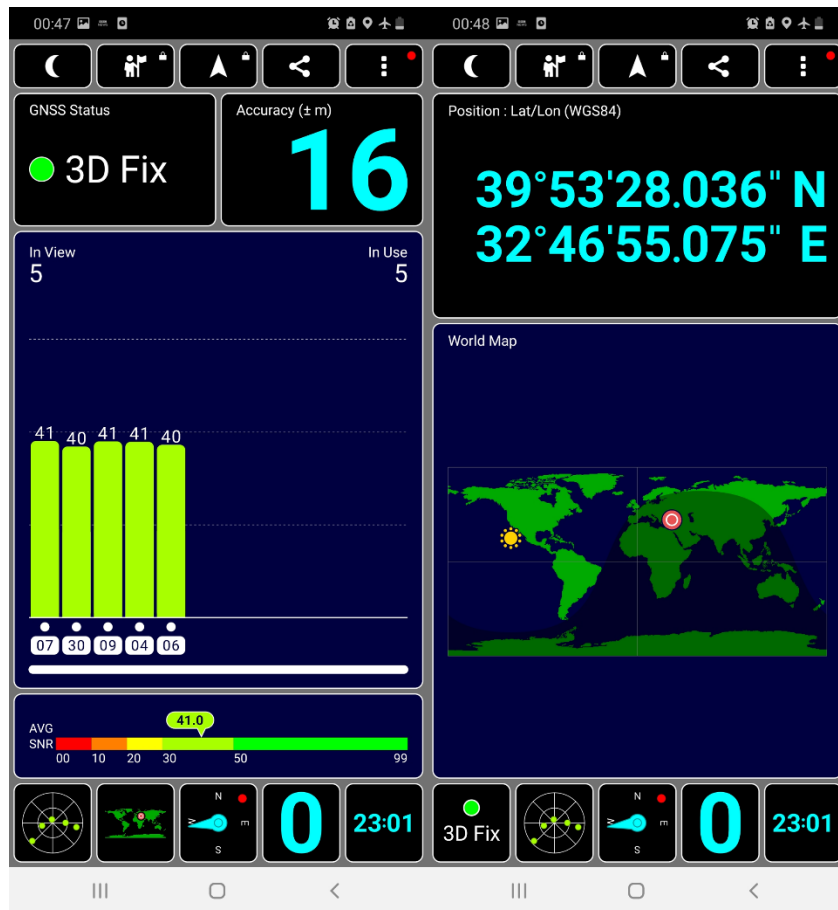 00:47
GNSS Status
3D Fix
Accuracy (± m)
16
In View
5
In Use
5
41 40 41 41 40
07 30 09 04 06
AVG
SNR
41.0
00 10 20 30 50 99
N
W E
S
0
23:01
00:48
Position : Lat/Lon (WGS84)
39°53'28.036" N
32°46'55.075" E
World Map
3D Fix
N
W E
S
0
23:01